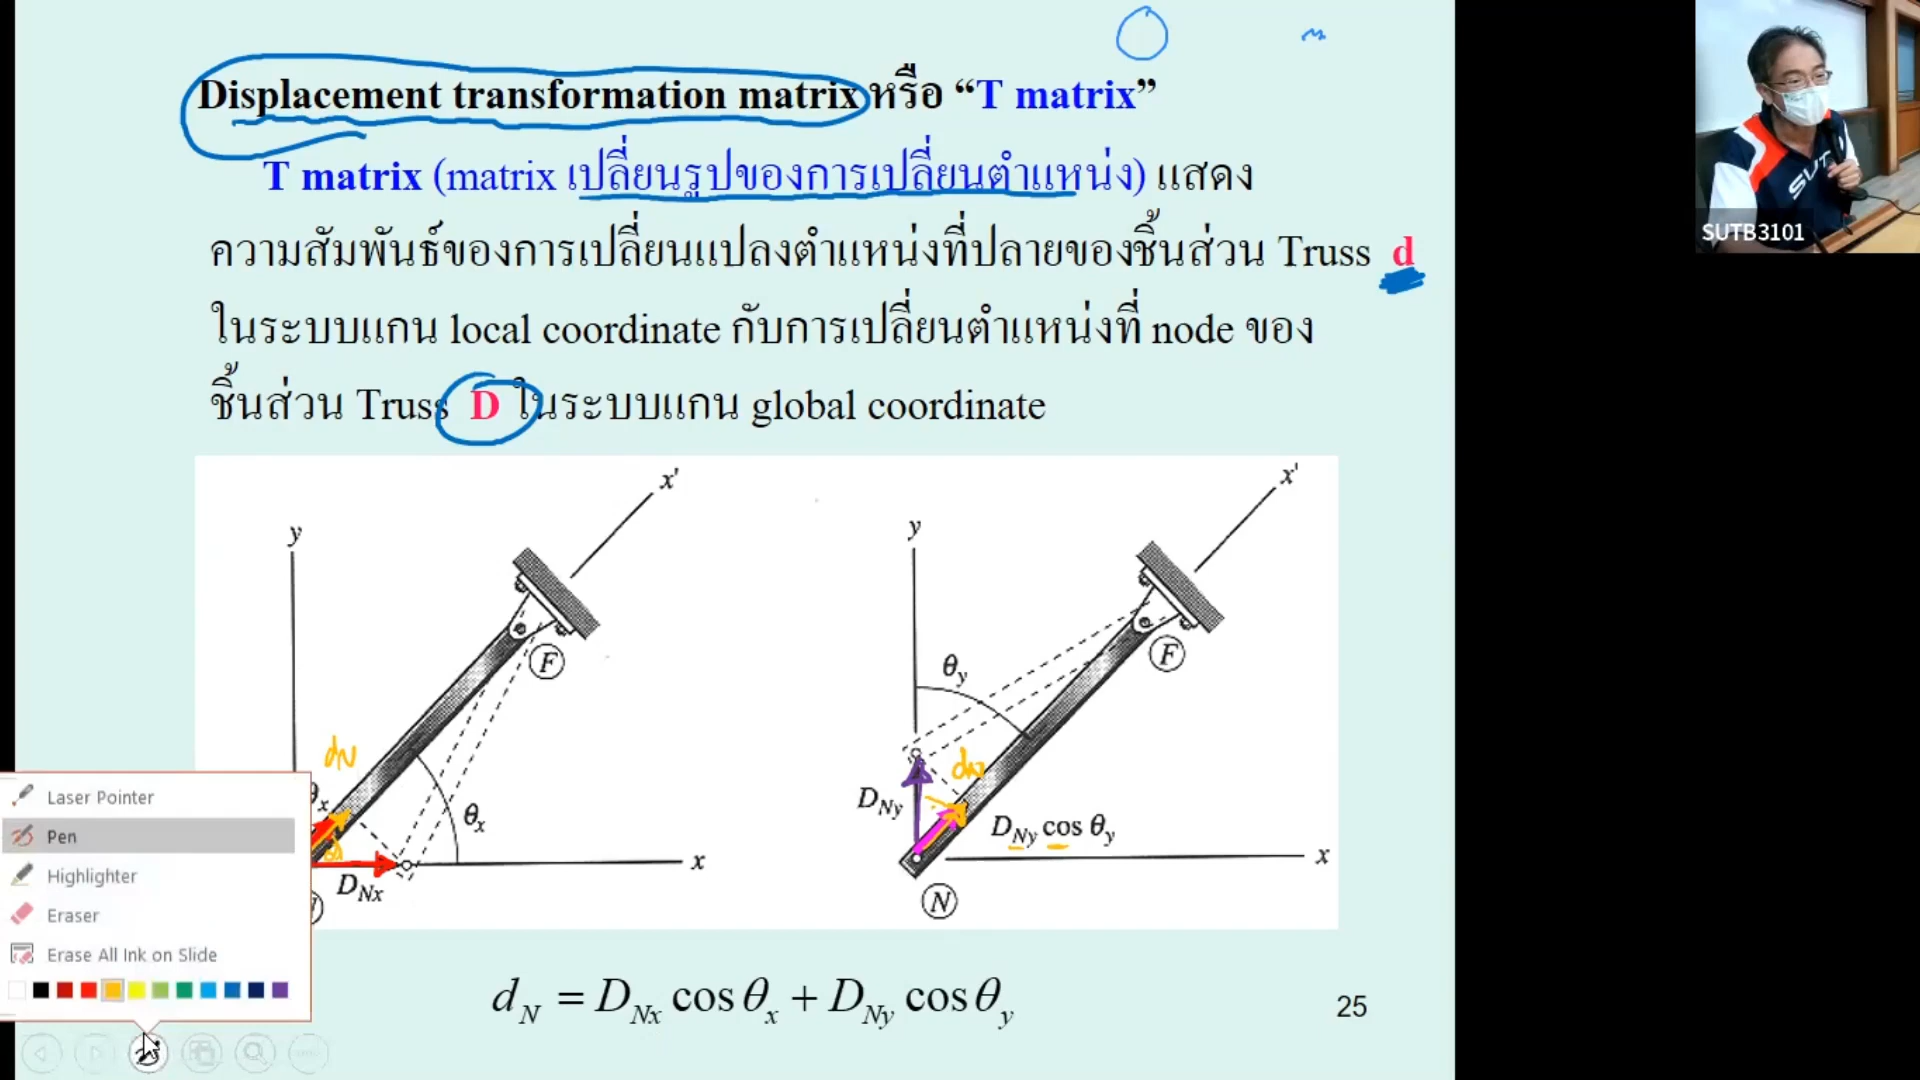 Displacement transformation matrix หรือ “T matrix”
T matrix (matrix เปลี่ยนรูปของการเปลี่ยนตำแหน่ง) แสดง
ความสัมพันธ์ของการเปลี่ยนแปลงตำแหน่งที่ปลายของชิ้นส่วน Truss d
ในระบบแกน local coordinate กับการเปลี่ยนตำแหน่งที่ node ของ
ชิ้นส่วน Truss D ในระบบแกน global coordinate
SUTB3101
x'
y
F
dN
θx
DNx
x
x'
y
F
θy
dN
DNy
DNy cos θy
x
N
Laser Pointer
Pen
Highlighter
Eraser
Erase All Ink on Slide
dN = DNx cosθx + DNy cosθy
25